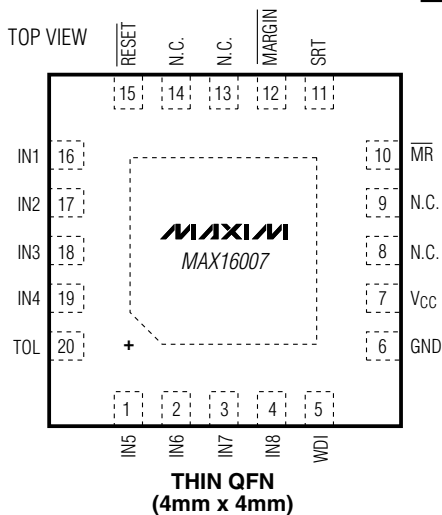 TOP VIEW
RESET
N.C.
N.C.
MARGIN
SRT
15
14
13
12
11
IN1 16
10 MR
IN2 17
9 N.C.
IN3 18
8 N.C.
IN4 19
7 VCC
TOL 20
6 GND
MAXIM
MAX16007
+
1
2
3
4
5
IN5
IN6
IN7
IN8
WDI
THIN QFN
(4mm x 4mm)